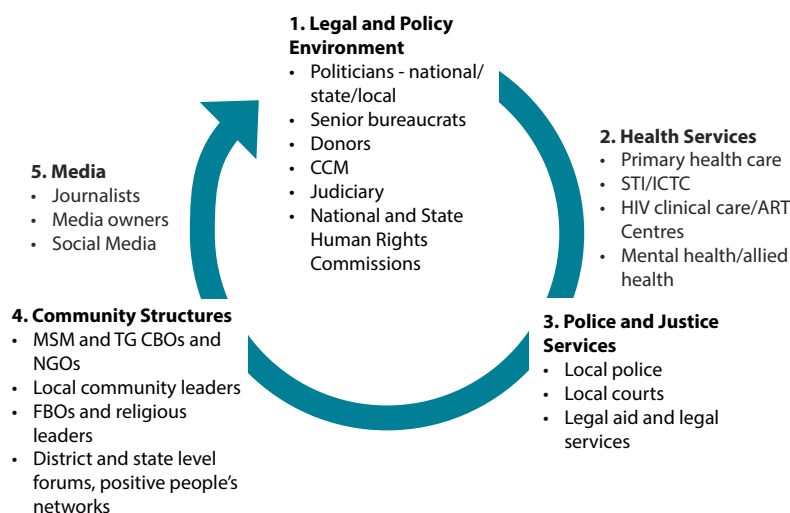 1. Legal and Policy
Environment
• Politicians - national/
state/local
• Senior bureaucrats
• Donors
• CCM
• Judiciary
• National and State
Human Rights
Commissions
2. Health Services
• Primary health care
• STI/ICTC
• HIV clinical care/ART
Centres
• Mental health/allied
health
3. Police and Justice
Services
• Local police
• Local courts
• Legal aid and legal
services
4. Community Structures
• MSM and TG CBOs and
NGOs
• Local community leaders
• FBOs and religious
leaders
• District and state level
forums, positive people’s
networks
5. Media
• Journalists
• Media owners
• Social Media